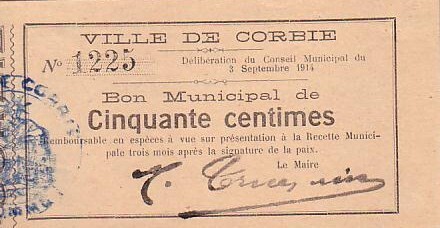 VILLE DE CORBIE
No 1225
Délibération du Conseil Municipal du
3 Septembre 1914
Bon Municipal de
Cinquante centimes
Remboursable en espèces à vue sur présentation à la Recette Munici-
pale trois mois après la signature de la paix.
Le Maire